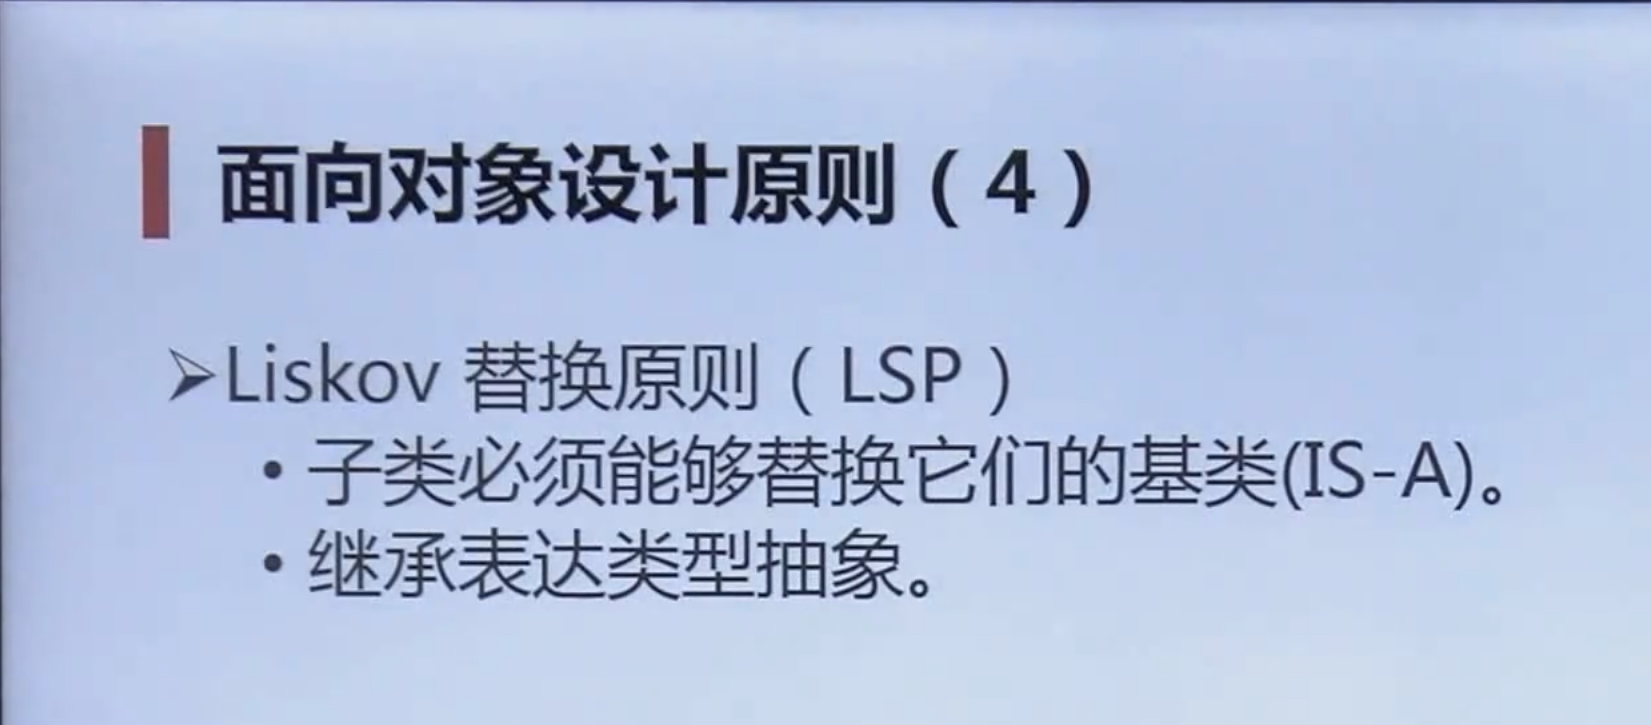 面向对象设计原则（4）
➢Liskov 替换原则（LSP）
• 子类必须能够替换它们的基类(IS-A)。
• 继承表达类型抽象。